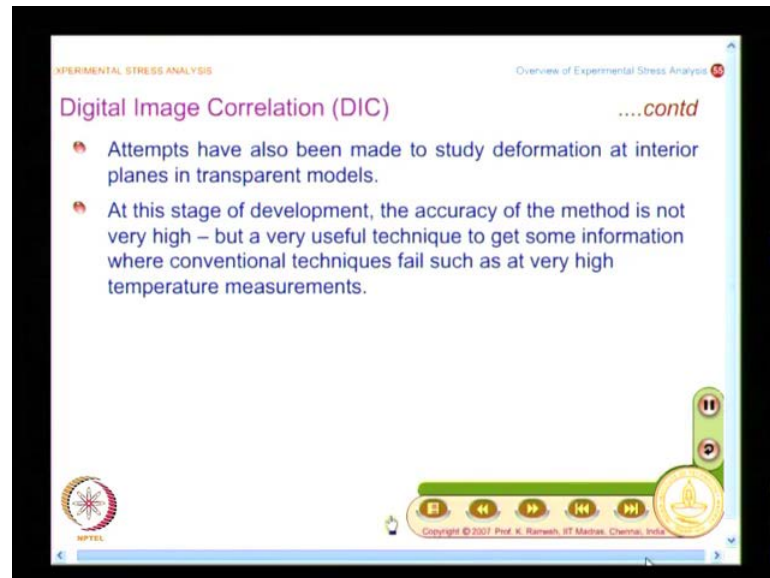 XPERIMENTAL STRESS ANALYSIS
Overview of Experimental Stress Analysis 55
Digital Image Correlation (DIC)
....contd
Attempts have also been made to study deformation at interior
planes in transparent models.
At this stage of development, the accuracy of the method is not
very high – but a very useful technique to get some information
where conventional techniques fail such as at very high
temperature measurements.
NPTEL
Copyright © 2007 Prof. K. Ramesh, IIT Madras, Chennai, India